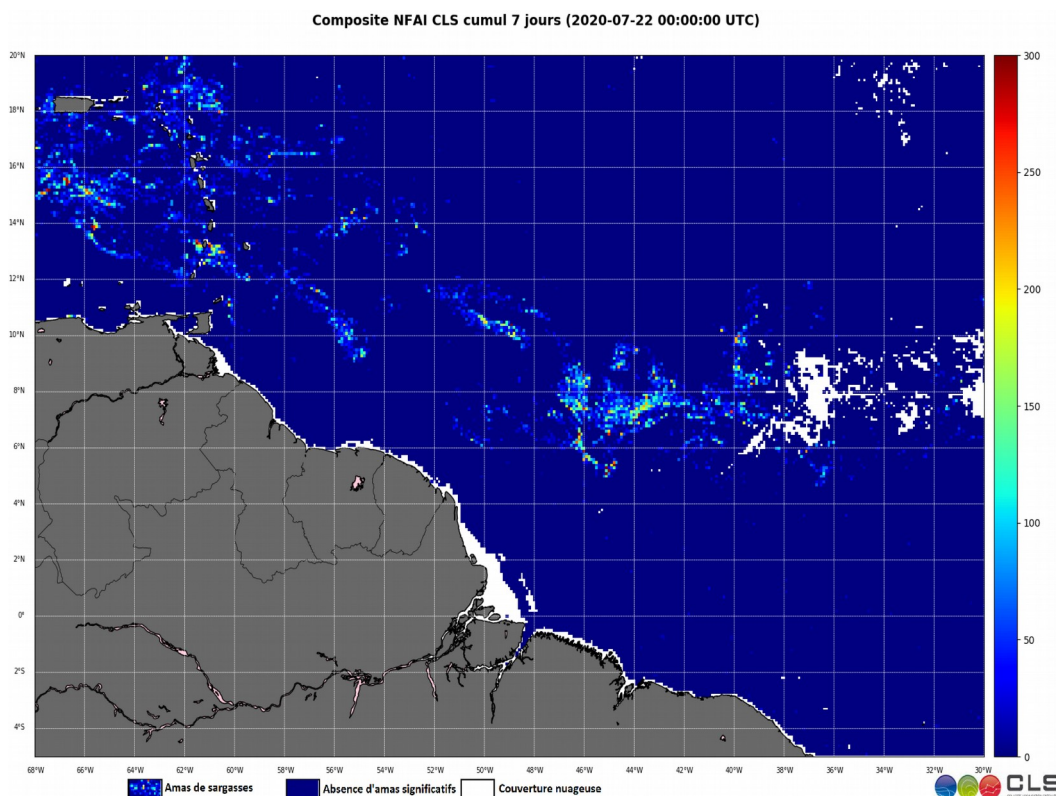 Composite NFAI CLS cumul 7 jours (2020-07-22 00:00:00 UTC)
20°N
18°N
16°N
14°N
12°N
10°N
8°N
6°N
4°N
2°N
0°
2°S
4°S
300
250
200
150
100
50
0
68°W 66°W 64°W 62°W 60°W 58°W 56°W 54°W 52°W 50°W 48°W 46°W 44°W 42°W 40°W 38°W 36°W 34°W 32°W 30°W
Amas de sargasses Absence d'amas significatifs Couverture nuageuse
CLS